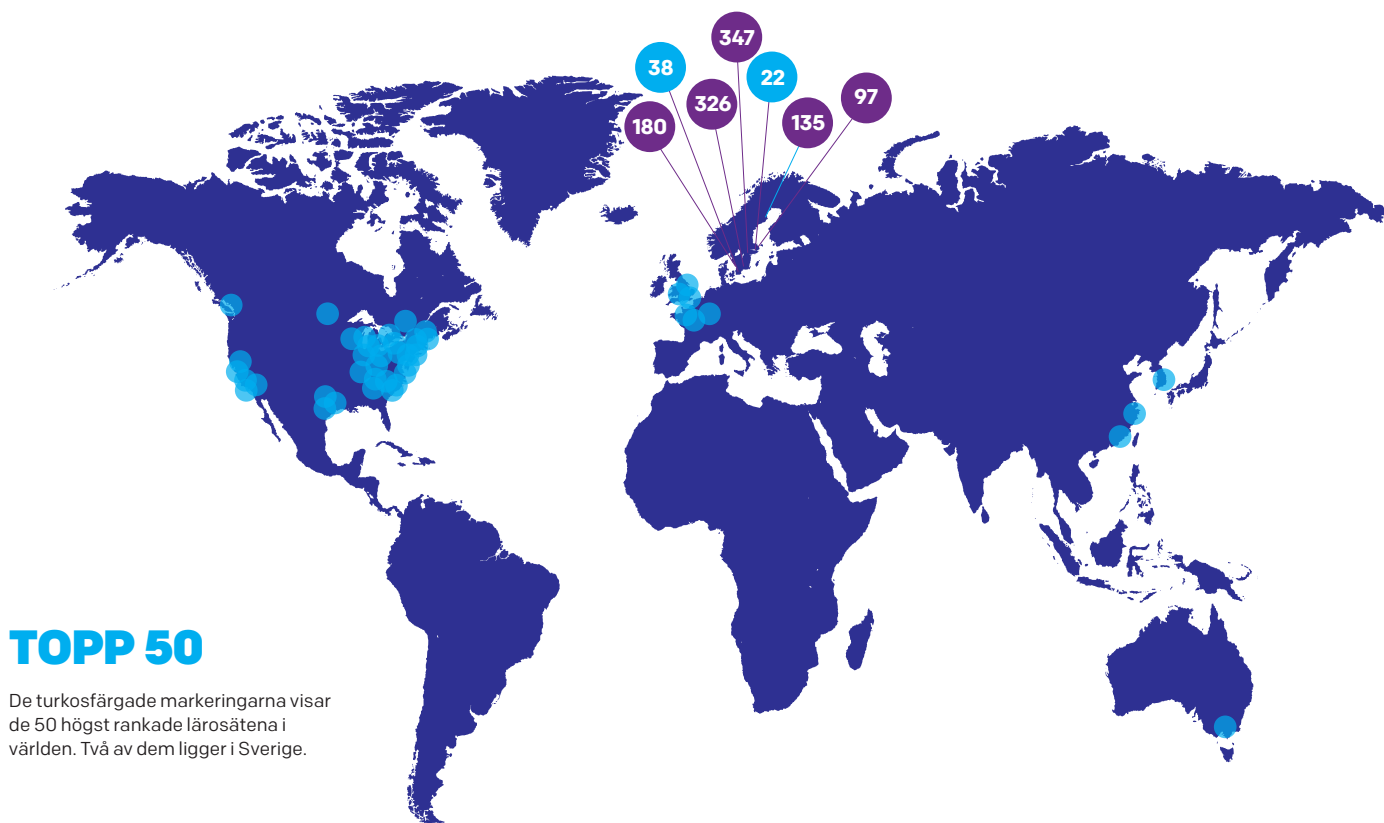 347
38
22
97
326
135
180
TOPP 50
De turkosfärgade markeringarna visar
de 50 högst rankade lärosätena i
världen. Två av dem ligger i Sverige.